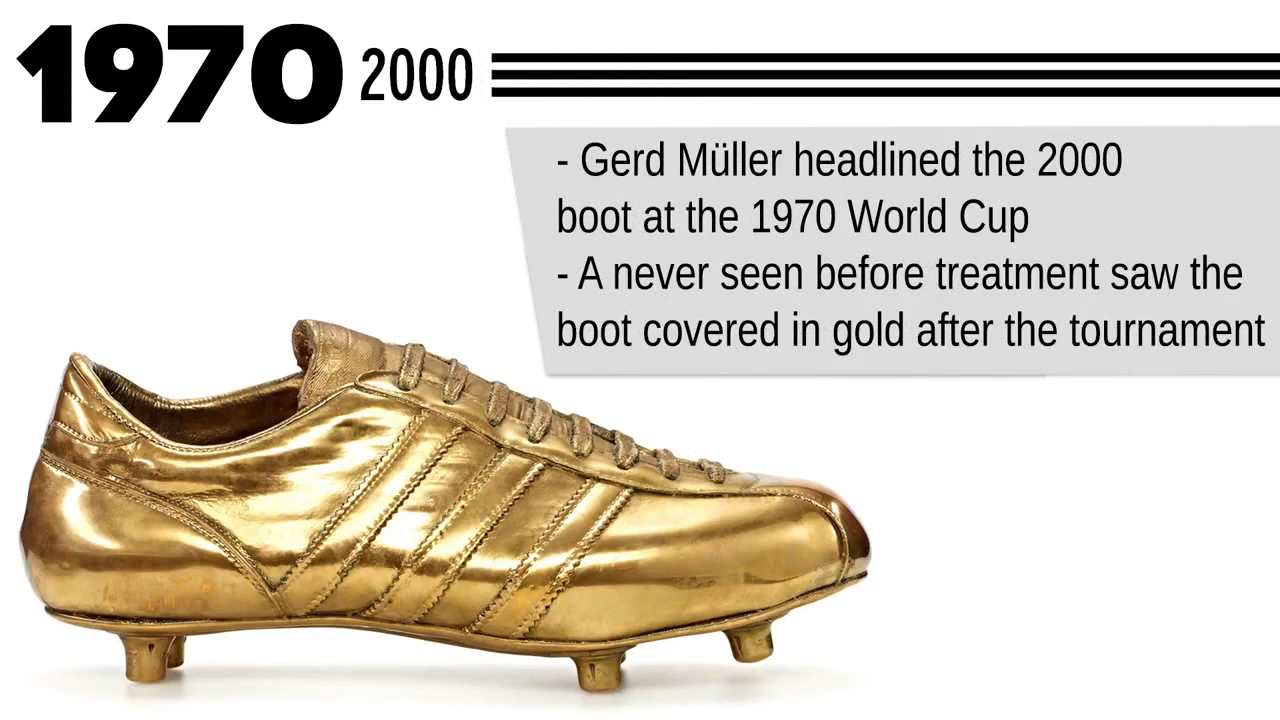 1970 2000
- Gerd Müller headlined the 2000
boot at the 1970 World Cup
- A never seen before treatment saw the
boot covered in gold after the tournament